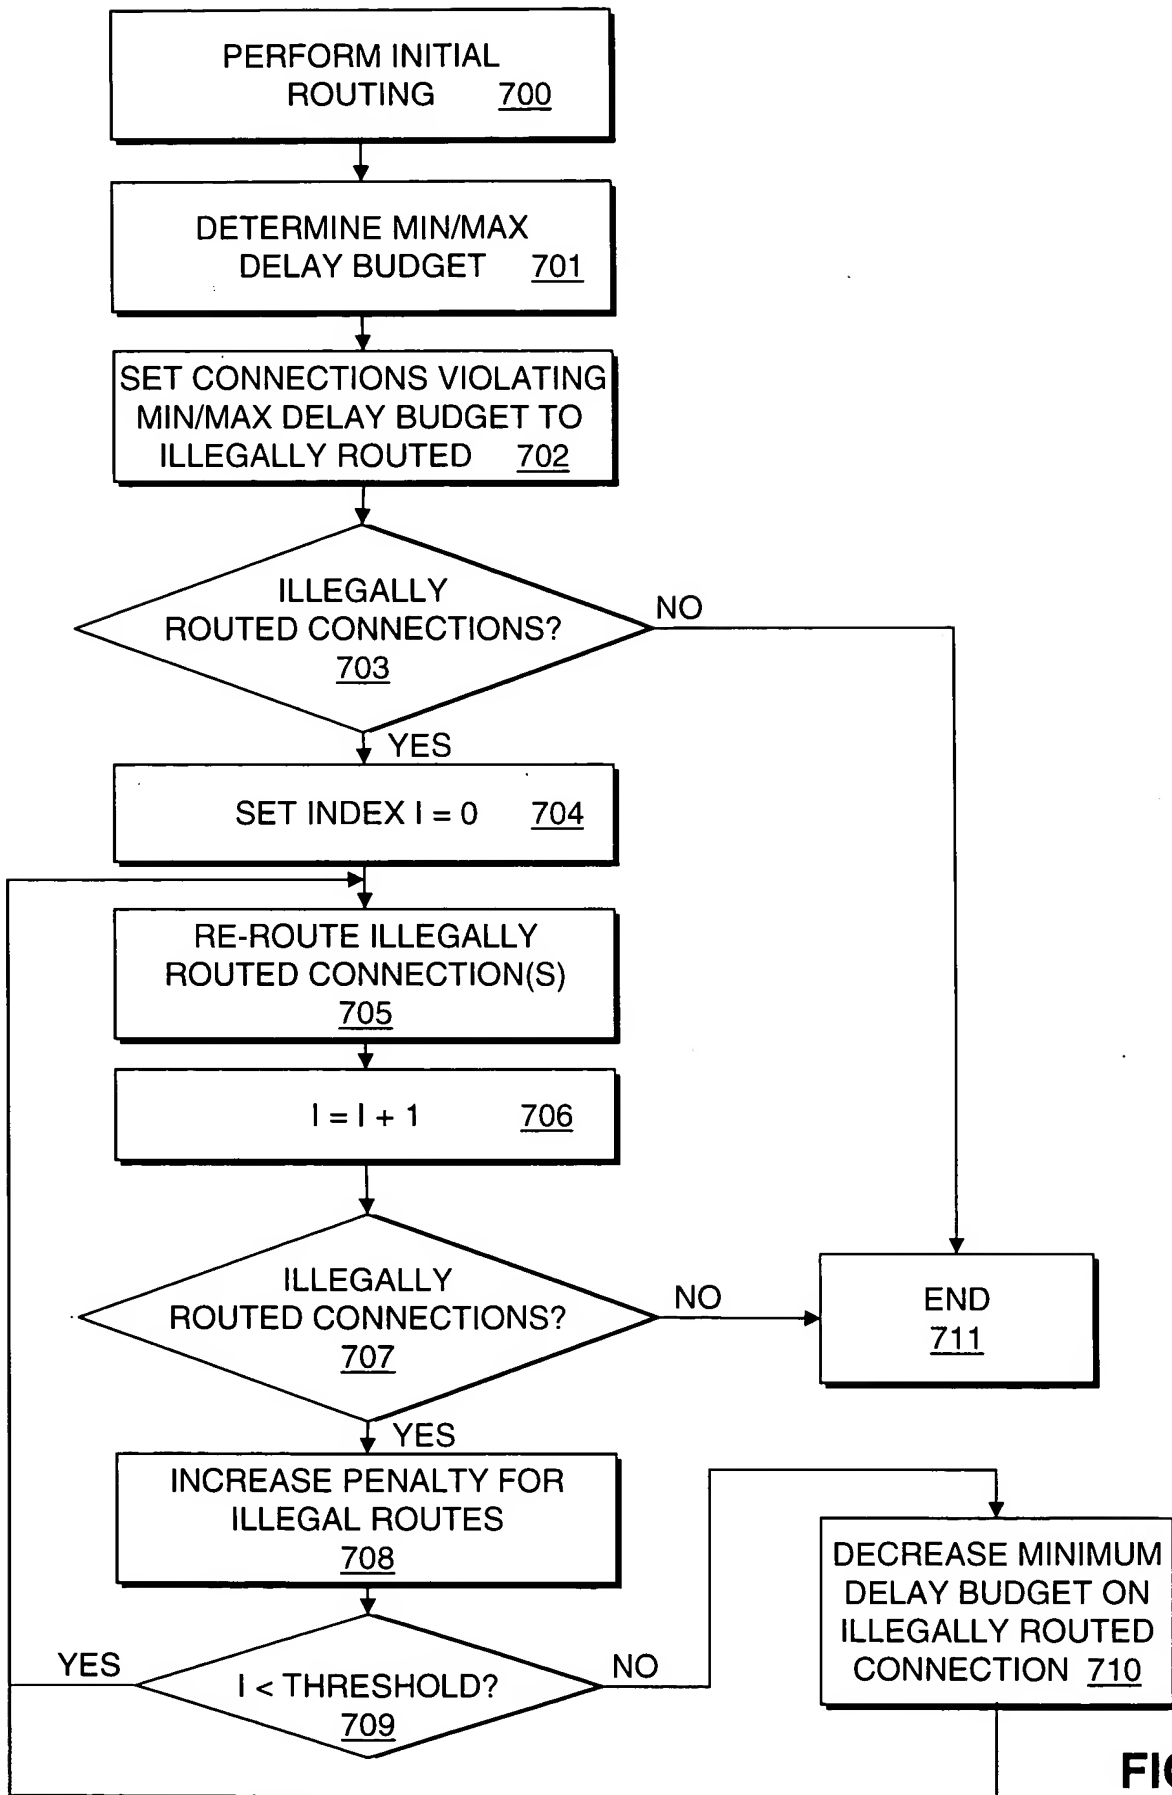 PERFORM INITIAL
ROUTING 700
DETERMINE MIN/MAX
DELAY BUDGET 701
SET CONNECTIONS VIOLATING
MIN/MAX DELAY BUDGET TO
ILLEGALLY ROUTED 702
ILLEGALLY
ROUTED CONNECTIONS?
703
NO
YES
SET INDEX I = 0 704
RE-ROUTE ILLEGALLY
ROUTED CONNECTION(S)
705
I = I + 1 706
ILLEGALLY
ROUTED CONNECTIONS?
707
NO
END
711
YES
INCREASE PENALTY FOR
ILLEGAL ROUTES
708
I < THRESHOLD?
709
YES
NO
DECREASE MINIMUM
DELAY BUDGET ON
ILLEGALLY ROUTED
CONNECTION 710